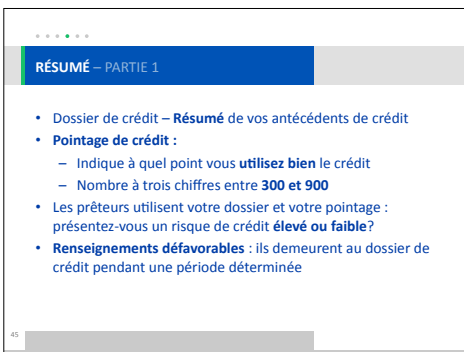 RÉSUMÉ – PARTIE 1
• Dossier de crédit – Résumé de vos antécédents de crédit
• Pointage de crédit :
– Indique à quel point vous utilisez bien le crédit
– Nombre à trois chiffres entre 300 et 900
• Les prêteurs utilisent votre dossier et votre pointage :
présentez-vous un risque de crédit élevé ou faible?
• Renseignements défavorables : ils demeurent au dossier de
crédit pendant une période déterminée
45